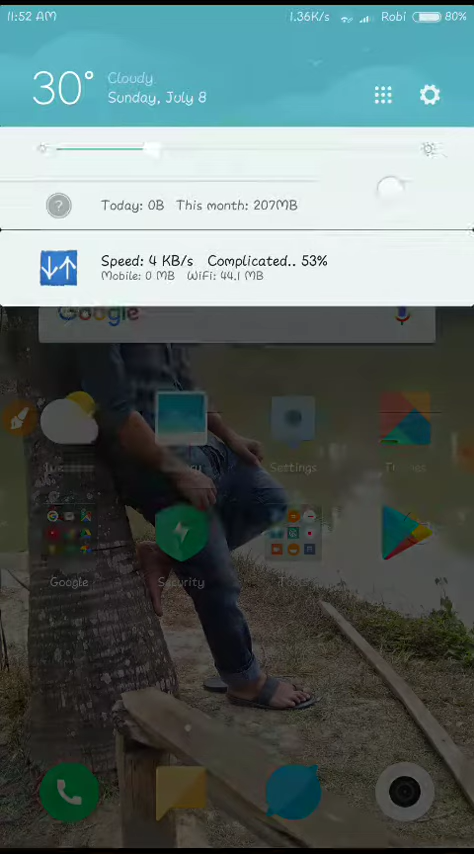 11:52 AM 1.36K/s Robi 80%
30° Cloudy
Sunday, July 8
? Today: 0B This month: 207MB
Speed: 4 KB/s Complicated.. 53%
Mobile: 0 MB WiFi: 44.1 MB
Google
Settings
Google Security